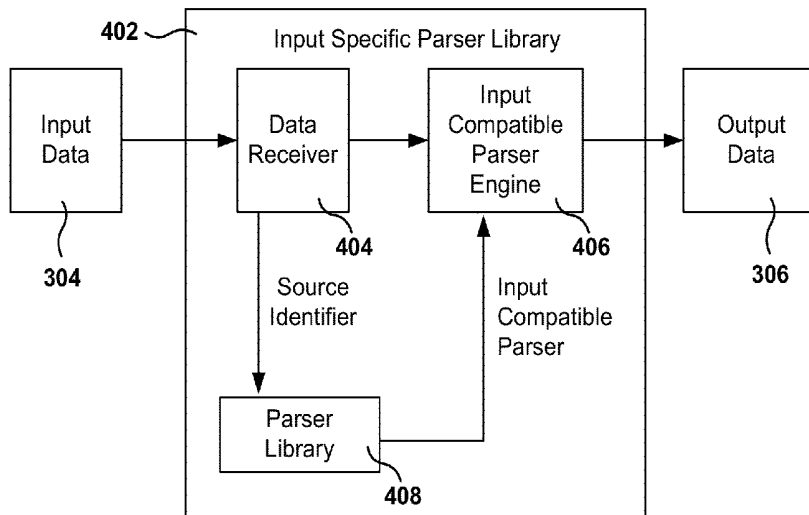 402
Input Specific Parser Library
Input
Data
Data
Receiver
Input
Compatible
Parser
Engine
Output
Data
304
404
406
306
Source
Identifier
Input
Compatible
Parser
Parser
Library
408